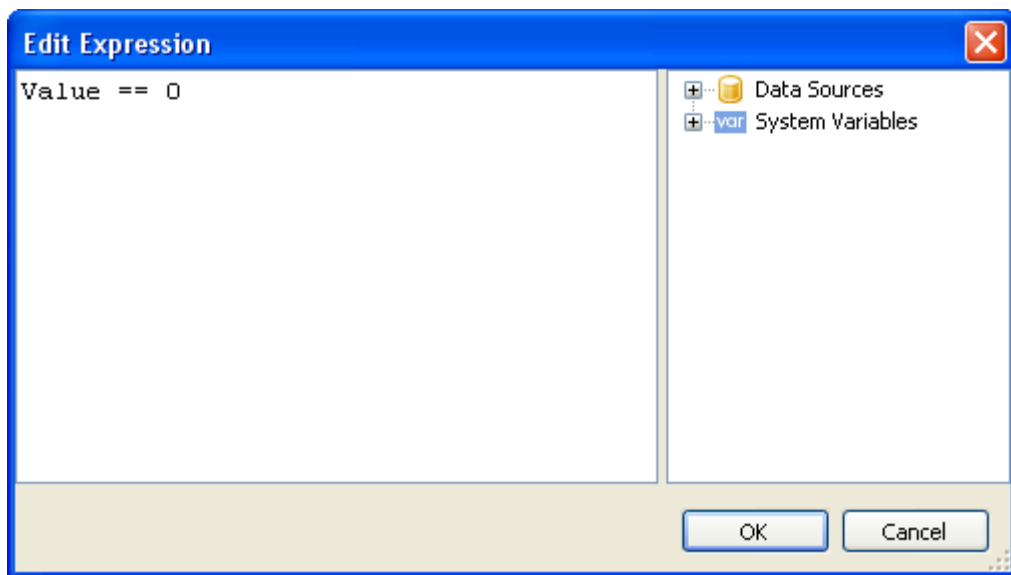 Edit Expression
Value == 0
Data Sources
var System Variables
OK
Cancel